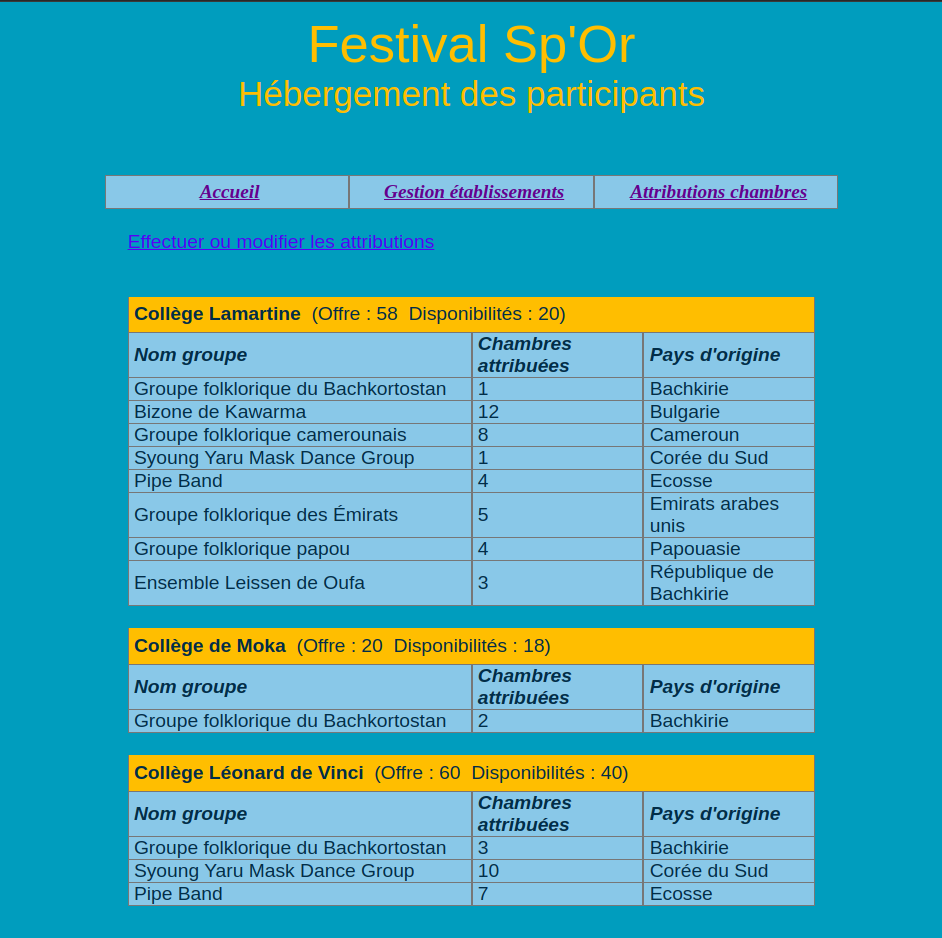 Festival Sp'Or
Hébergement des participants
Accueil Gestion établissements Attributions chambres
Effectuer ou modifier les attributions
Collège Lamartine (Offre : 58 Disponibilités : 20)
Nom groupe Chambres attribuées Pays d'origine
Groupe folklorique du Bachkortostan 1 Bachkirie
Bizone de Kawarma 12 Bulgarie
Groupe folklorique camerounais 8 Cameroun
Syoung Yaru Mask Dance Group 1 Corée du Sud
Pipe Band 4 Ecosse
Groupe folklorique des Émirats 5 Emirats arabes unis
Groupe folklorique papou 4 Papouasie
Ensemble Leissen de Oufa 3 République de Bachkirie
Collège de Moka (Offre : 20 Disponibilités : 18)
Nom groupe Chambres attribuées Pays d'origine
Groupe folklorique du Bachkortostan 2 Bachkirie
Collège Léonard de Vinci (Offre : 60 Disponibilités : 40)
Nom groupe Chambres attribuées Pays d'origine
Groupe folklorique du Bachkortostan 3 Bachkirie
Syoung Yaru Mask Dance Group 10 Corée du Sud
Pipe Band 7 Ecosse